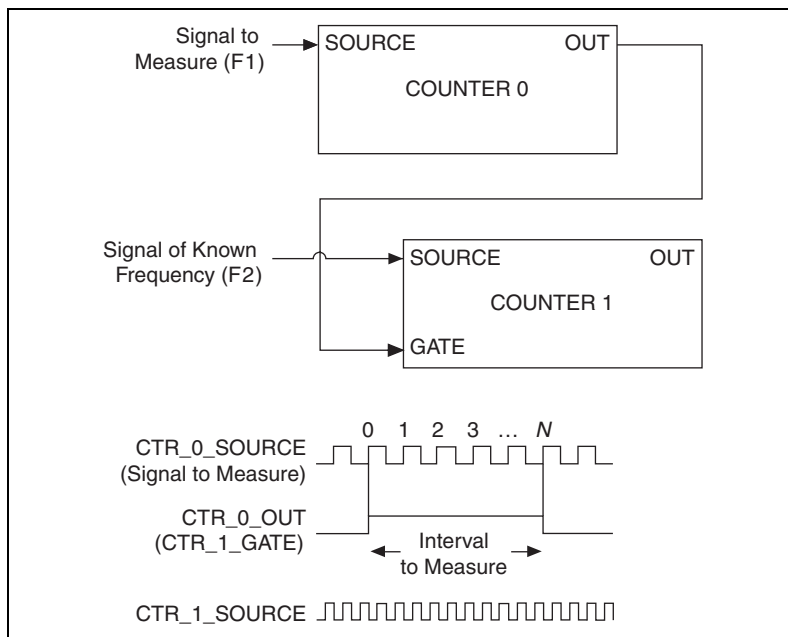 Signal to
Measure (F1)
SOURCE OUT
COUNTER 0
Signal of Known
Frequency (F2)
SOURCE OUT
COUNTER 1
GATE
0 1 2 3 … N
CTR_0_SOURCE
(Signal to Measure)
CTR_0_OUT
(CTR_1_GATE)
Interval
to Measure
CTR_1_SOURCE